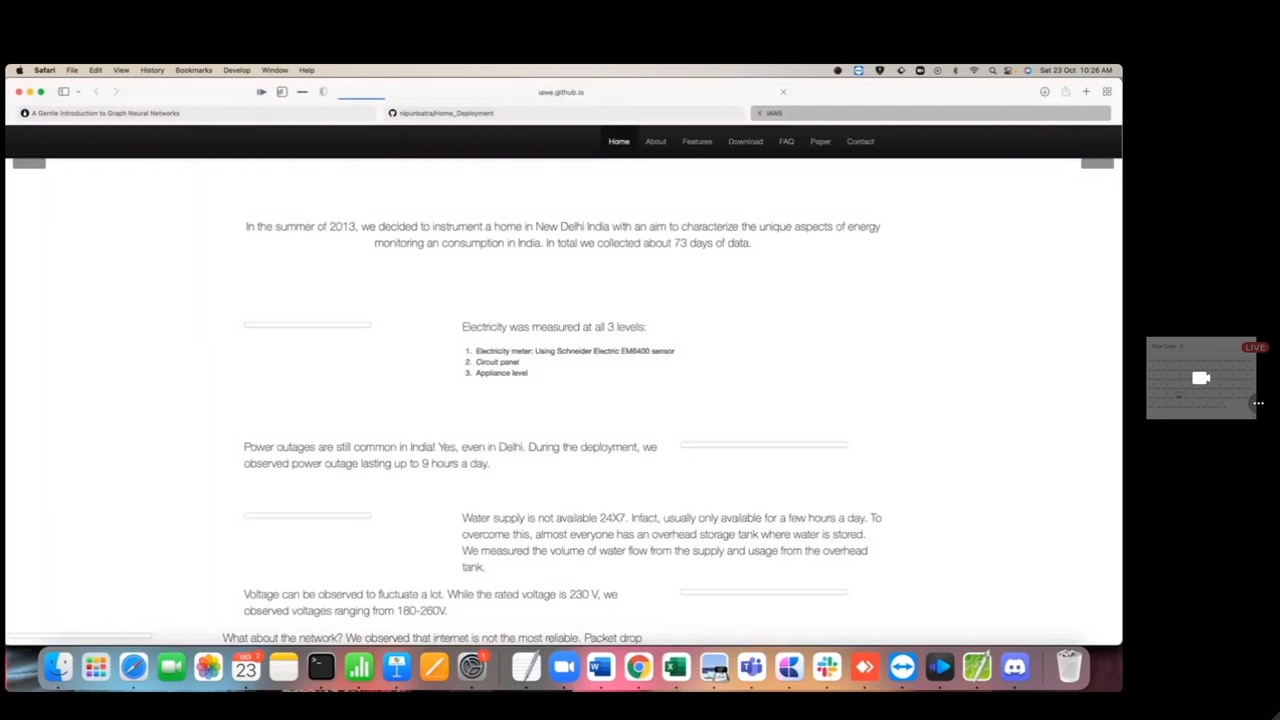 Safari File Edit View History Bookmarks Develop Window Help
Sat 23 Oct 10:26 AM
iawe.github.io
A Gentle Introduction to Graph Neural Networks
nipunbatra/Home_Deployment
IAWE
Home About Features Download FAQ Paper Contact
In the summer of 2013, we decided to instrument a home in New Delhi India with an aim to characterize the unique aspects of energy
monitoring an consumption in India. In total we collected about 73 days of data.
Electricity was measured at all 3 levels:
1. Electricity meter: Using Schneider Electric EM6400 sensor
2. Circuit panel
3. Appliance level
LIVE
Power outages are still common in India! Yes, even in Delhi. During the deployment, we
observed power outage lasting up to 9 hours a day.
Water supply is not available 24X7. Infact, usually only available for a few hours a day. To
overcome this, almost everyone has an overhead storage tank where water is stored.
We measured the volume of water flow from the supply and usage from the overhead
tank.
Voltage can be observed to fluctuate a lot. While the rated voltage is 230 V, we
observed voltages ranging from 180-260V.
What about the network? We observed that internet is not the most reliable. Packet drop
OCT
23